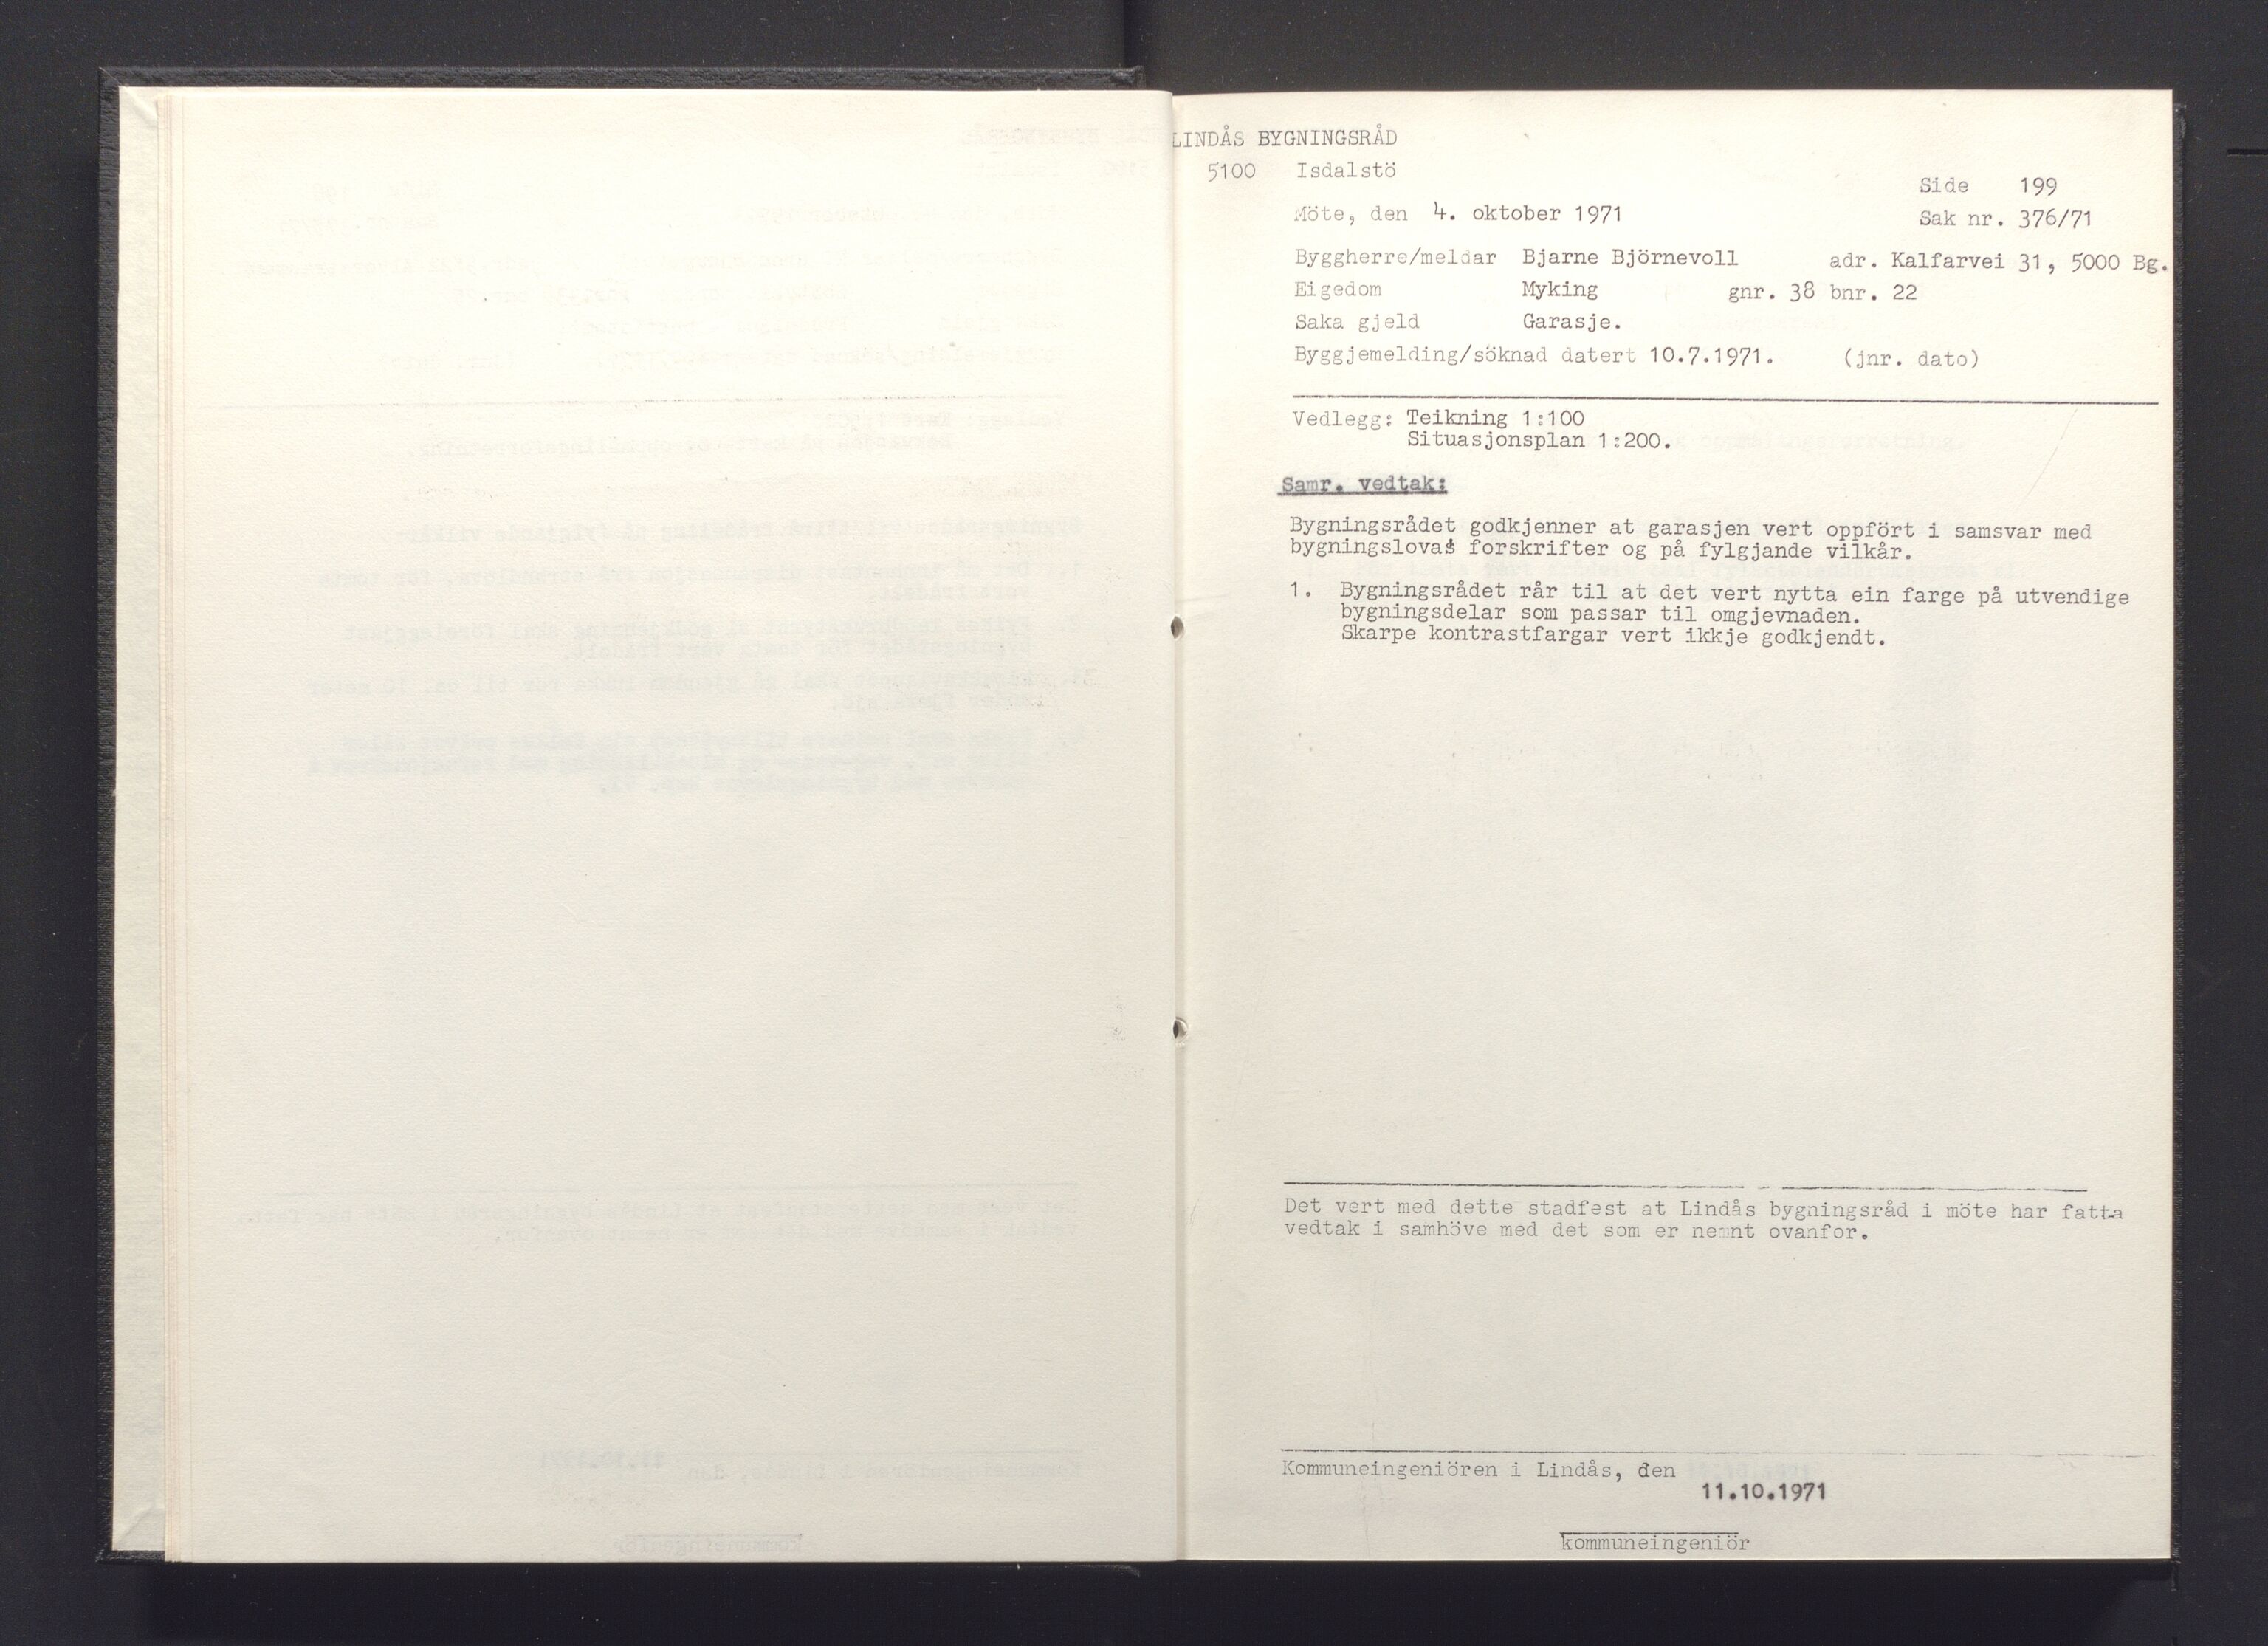 LINDÅS BYGNINGSRÅD
5100 Isdalstö
Side 199
Möte, den 4. oktober 1971
Sak nr. 376/71
Byggherre/meldar Bjarne Björnevoll adr. Kalfarvei 31, 5000 Bg.
Eigedom Myking gnr. 38 bnr. 22
Saka gjeld Garasje.
Byggjemelding/söknad datert 10.7.1971. (jnr. dato)
Vedlegg: Teikning 1:100
Situasjonsplan 1:200.
Samr. vedtak:
Bygningsrådet godkjenner at garasjen vert oppfört i samsvar med
bygningslovas forskrifter og på fylgjande vilkår.
1. Bygningsrådet rår til at det vert nytta ein farge på utvendige
bygningsdelar som passar til omgjevnaden.
Skarpe kontrastfargar vert ikkje godkjendt.
Det vert med dette stadfest at Lindås bygningsråd i möte har fatta
vedtak i samhöve med det som er nemnt ovanfor.
Kommuneingeniören i Lindås, den
11.10.1971
kommuneingeniör